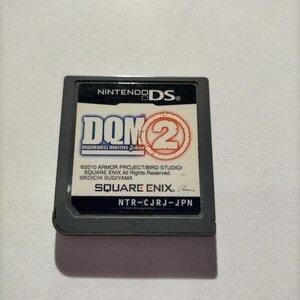 NINTENDO DS
DQM 2
DRAGON QUEST MONSTERS Joker
©2010 ARMOR PROJECT/BIRD STUDIO/
SQUARE ENIX All Rights Reserved.
©KOICHI SUGIYAMA
SQUARE ENIX
NTR-CJRJ-JPN